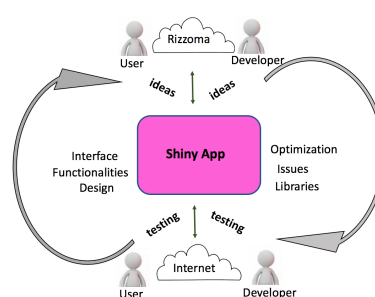 Rizzoma
User
Developer
ideas
ideas
Shiny App
Interface
Functionalities
Design
Optimization
Issues
Libraries
testing
testing
Internet
User
Developer